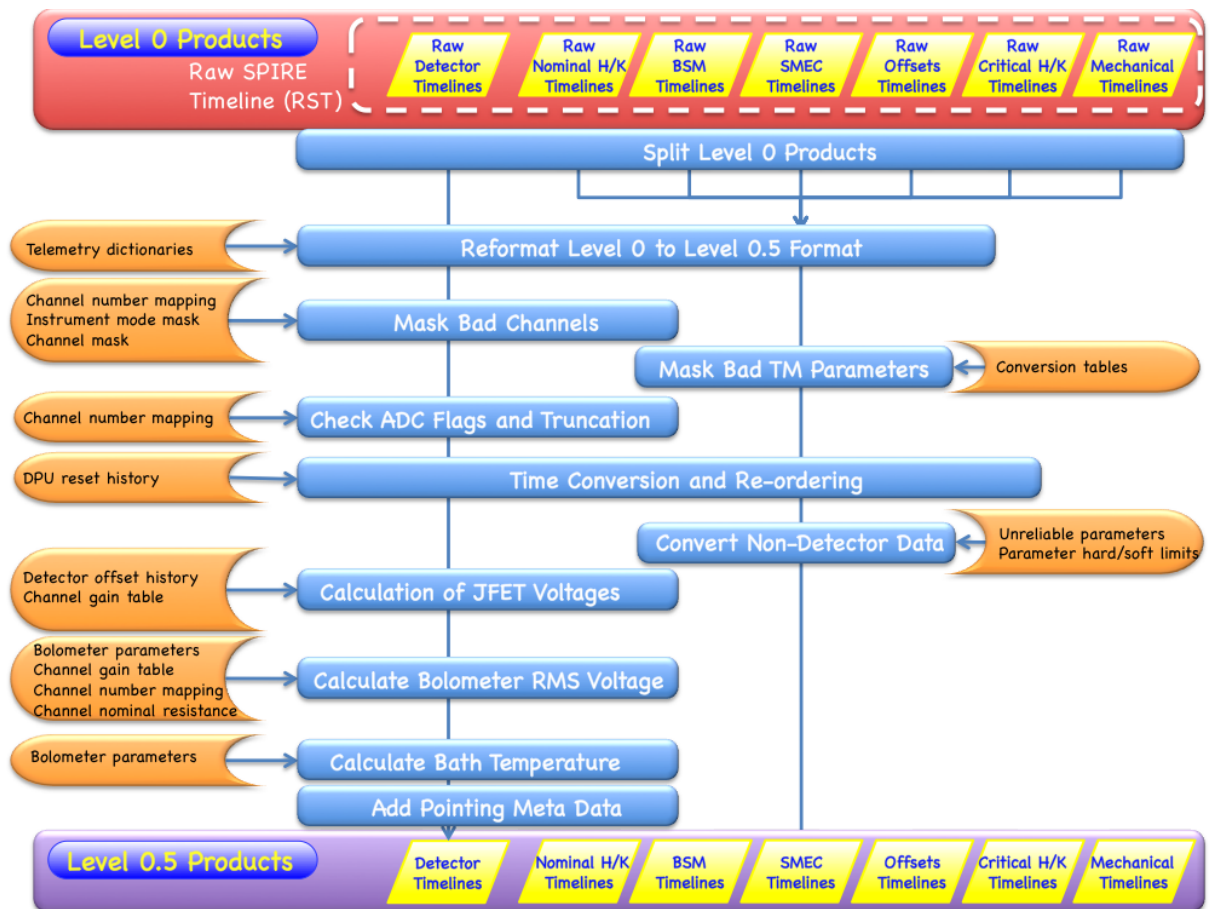 Level 0 Products
Raw SPIRE
Timeline (RST)
Raw
Detector
Timelines
Raw
Nominal H/K
Timelines
Raw
BSM
Timelines
Raw
SMEC
Timelines
Raw
Offsets
Timelines
Raw
Critical H/K
Timelines
Raw
Mechanical
Timelines
Split Level 0 Products
Telemetry dictionaries
Reformat Level 0 to Level 0.5 Format
Channel number mapping
Instrument mode mask
Channel mask
Mask Bad Channels
Mask Bad TM Parameters
Conversion tables
Channel number mapping
Check ADC Flags and Truncation
DPU reset history
Time Conversion and Re-ordering
Convert Non-Detector Data
Unreliable parameters
Parameter hard/soft limits
Detector offset history
Channel gain table
Calculation of JFET Voltages
Bolometer parameters
Channel gain table
Channel number mapping
Channel nominal resistance
Calculate Bolometer RMS Voltage
Bolometer parameters
Calculate Bath Temperature
Add Pointing Meta Data
Level 0.5 Products
Detector
Timelines
Nominal H/K
Timelines
BSM
Timelines
SMEC
Timelines
Offsets
Timelines
Critical H/K
Timelines
Mechanical
Timelines